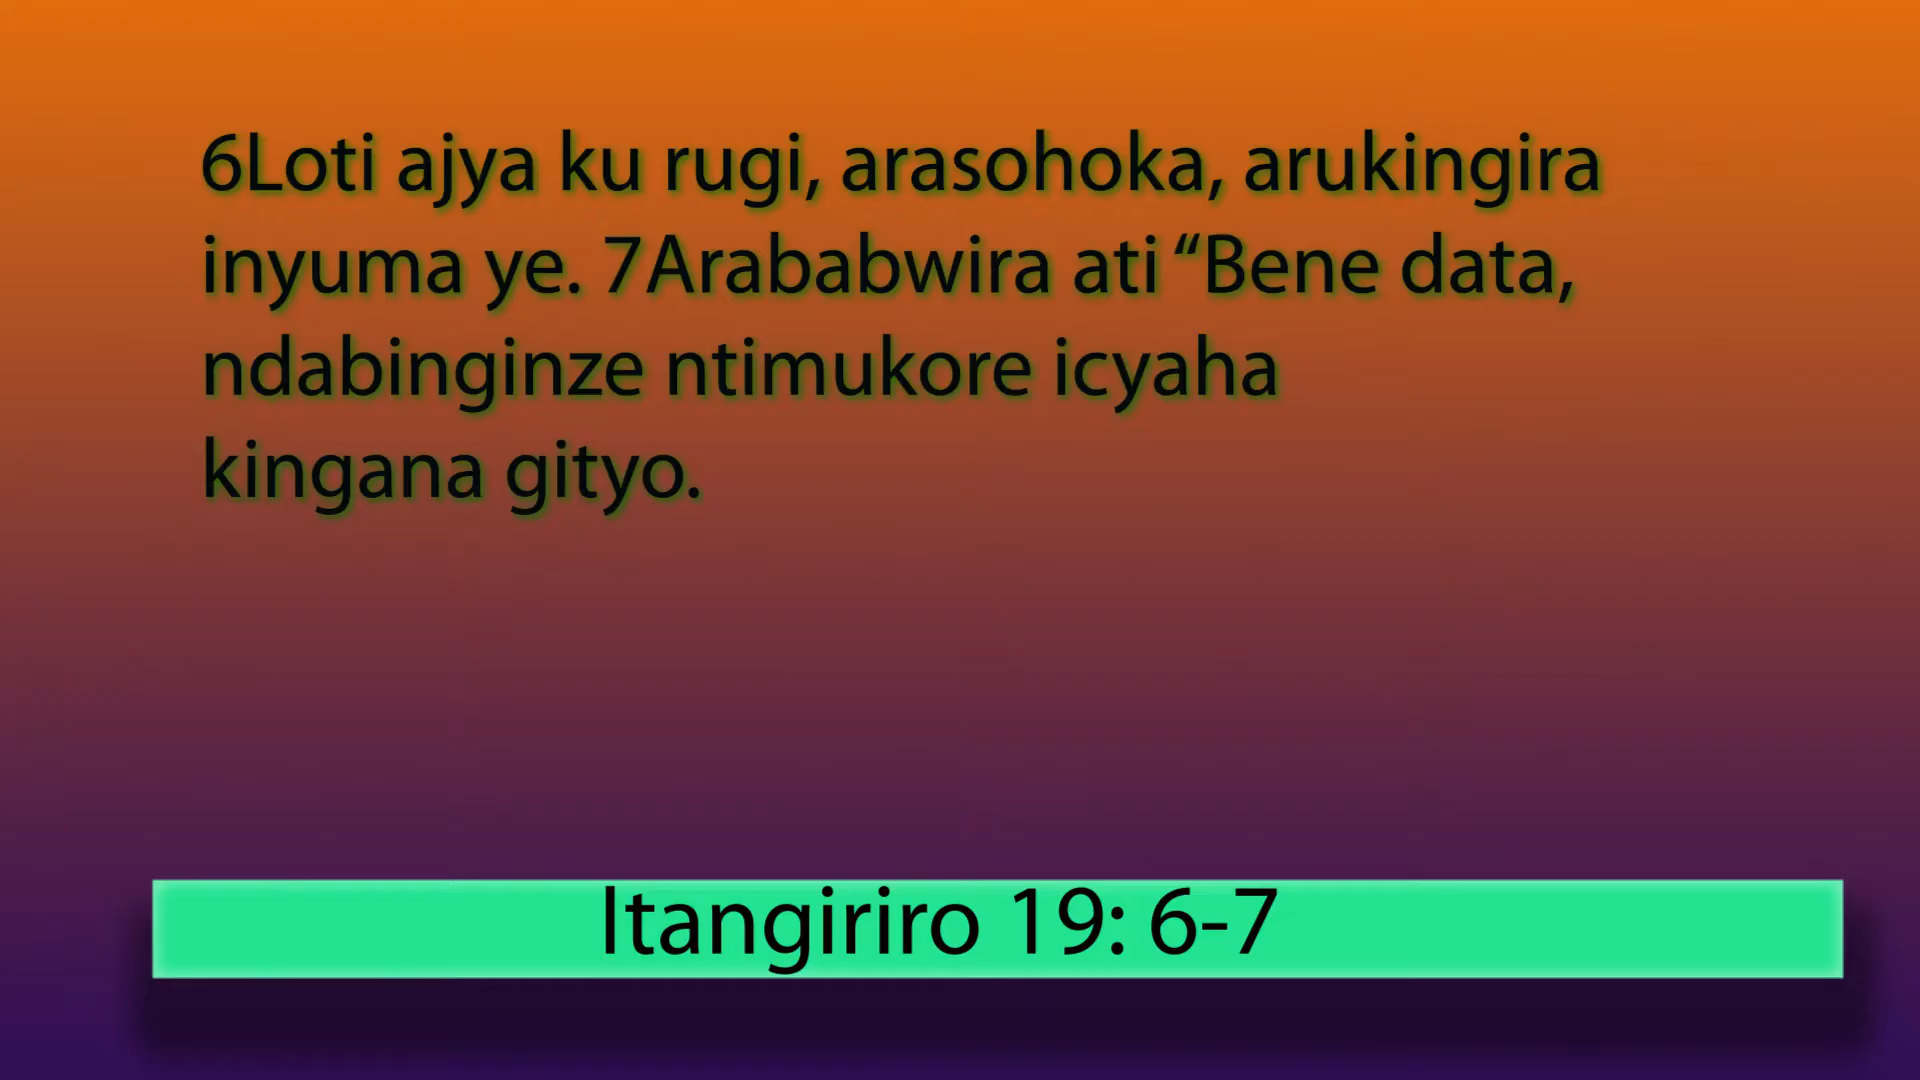 6Loti ajya ku rugi, arasohoka, arukingira
inyuma ye. 7Arababwira ati “Bene data,
ndabinginze ntimukore icyaha
kingana gityo.
Itangiriro 19: 6-7